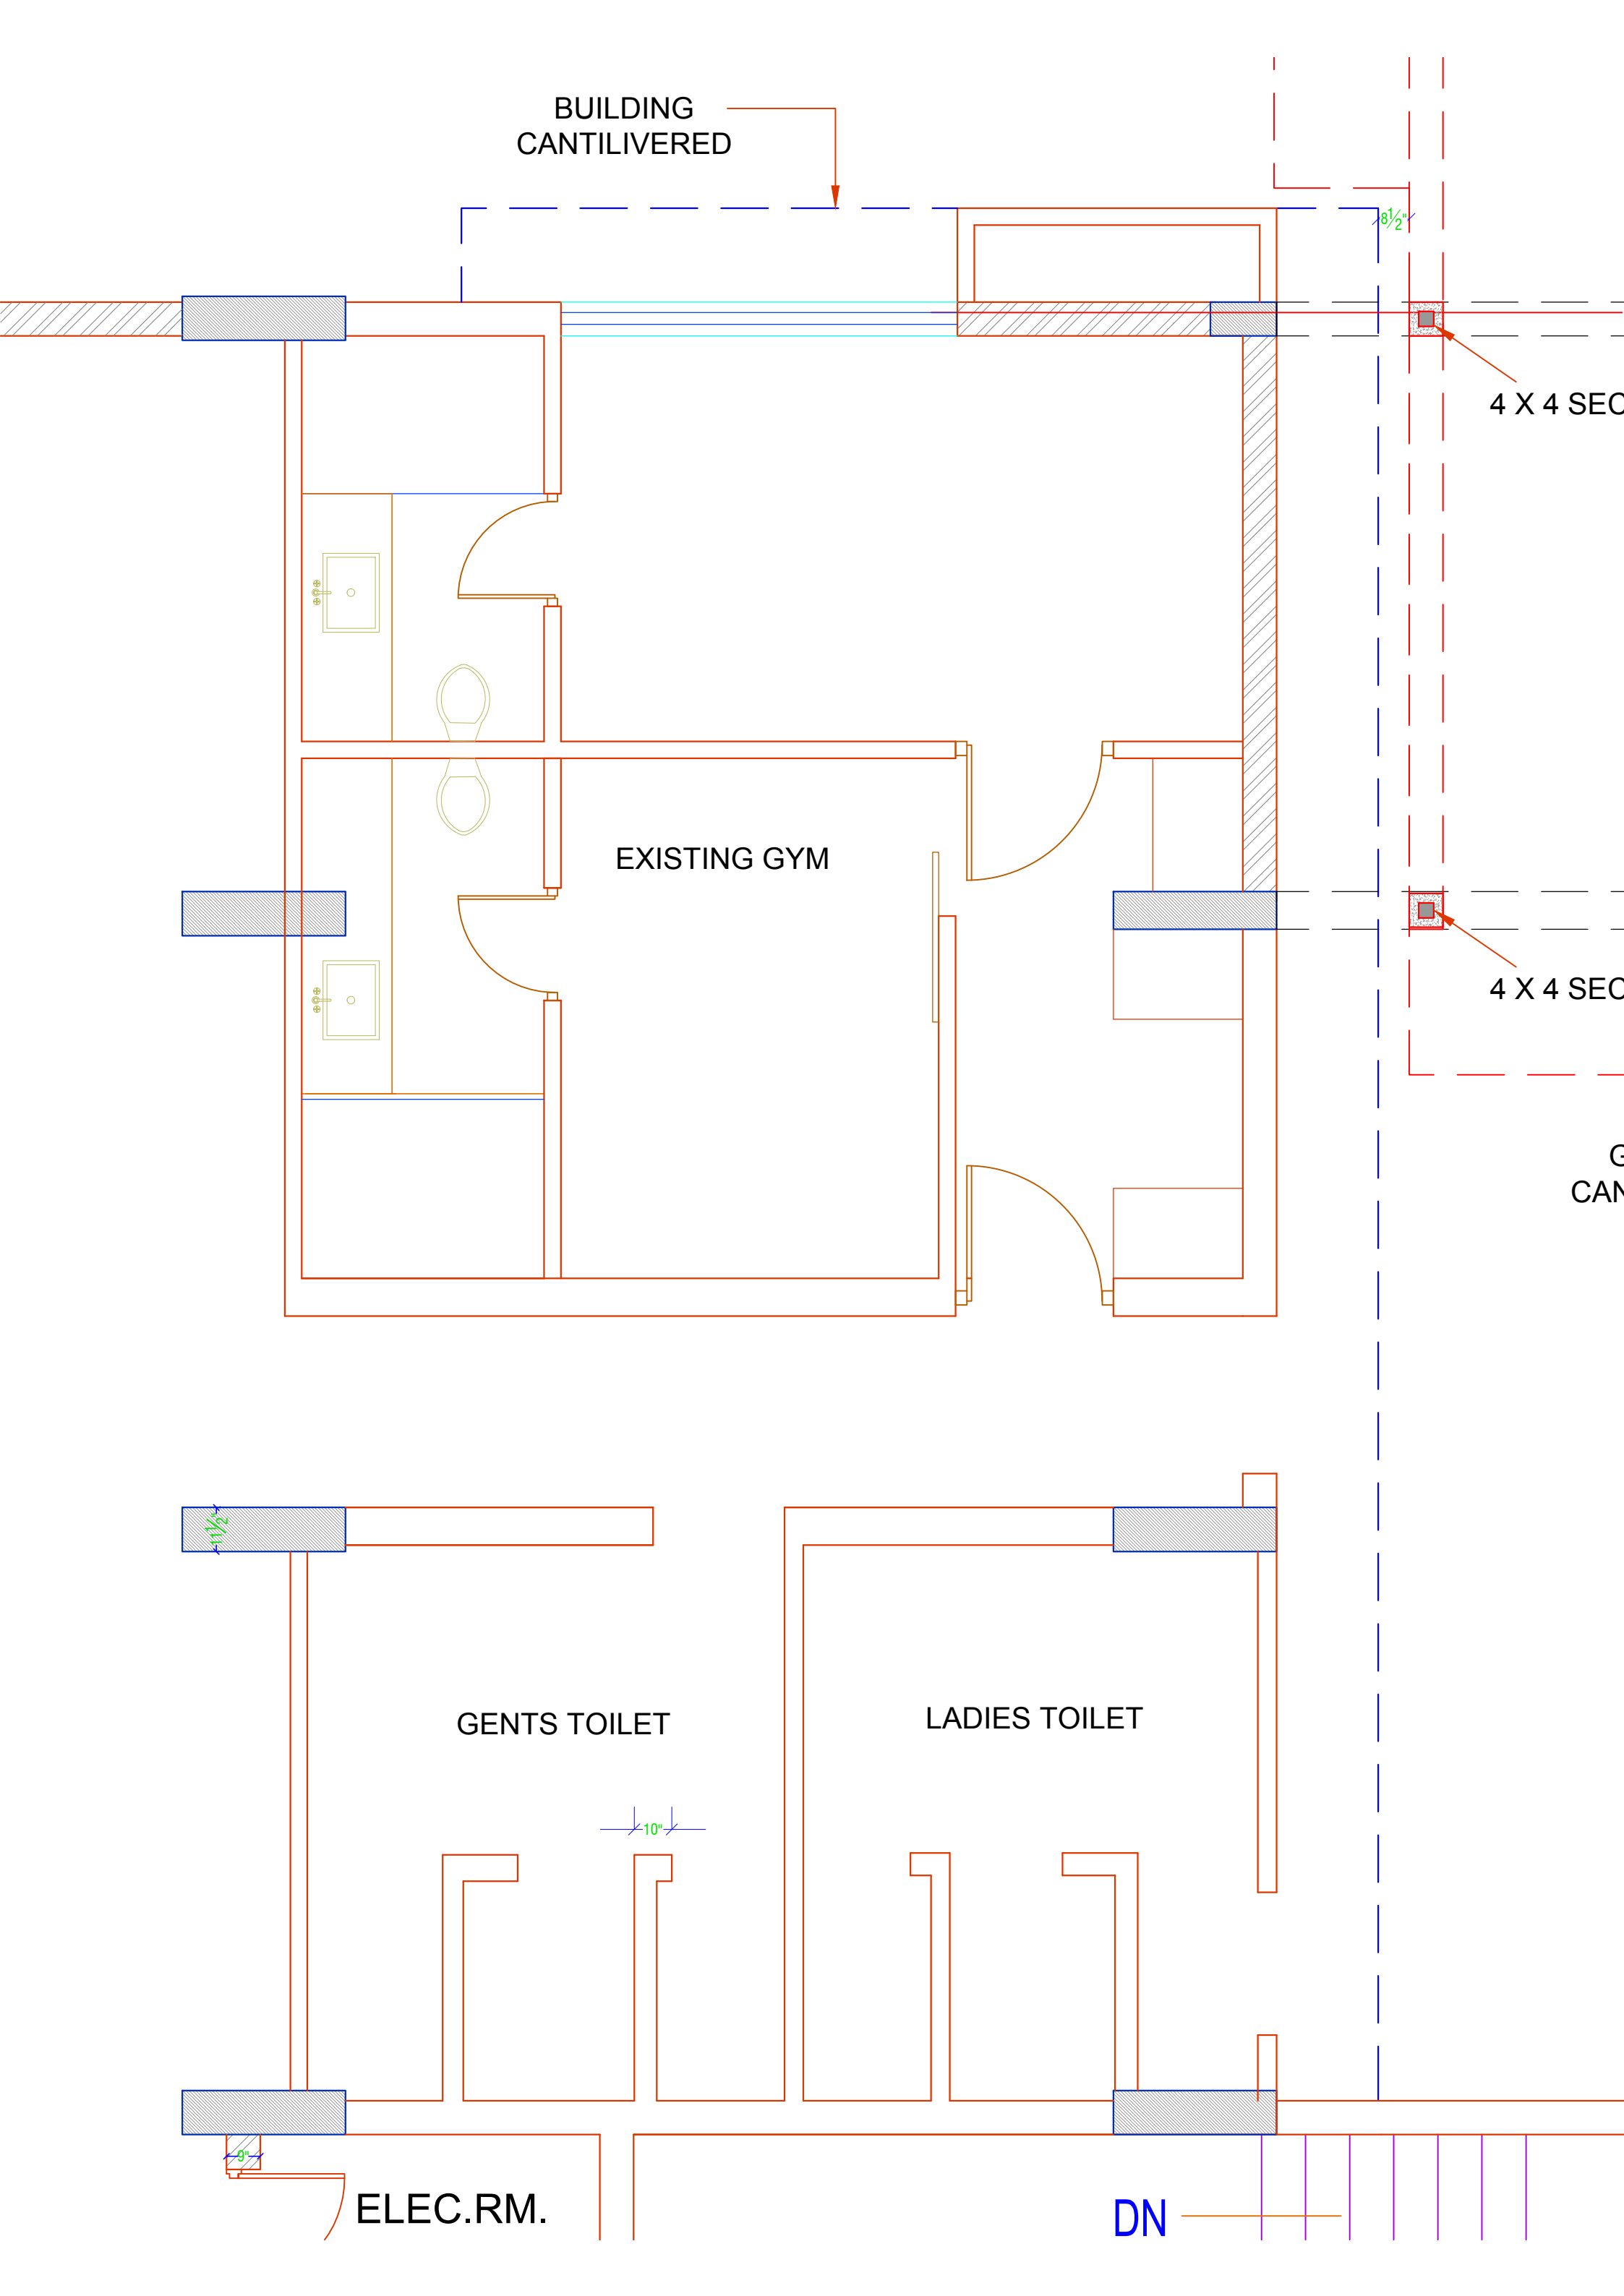 BUILDING
CANTILIVERED
8½"
4 X 4 SEC
EXISTING GYM
4 X 4 SEC
G
CAN
11½"
GENTS TOILET
LADIES TOILET
10"
9"
ELEC.RM.
DN